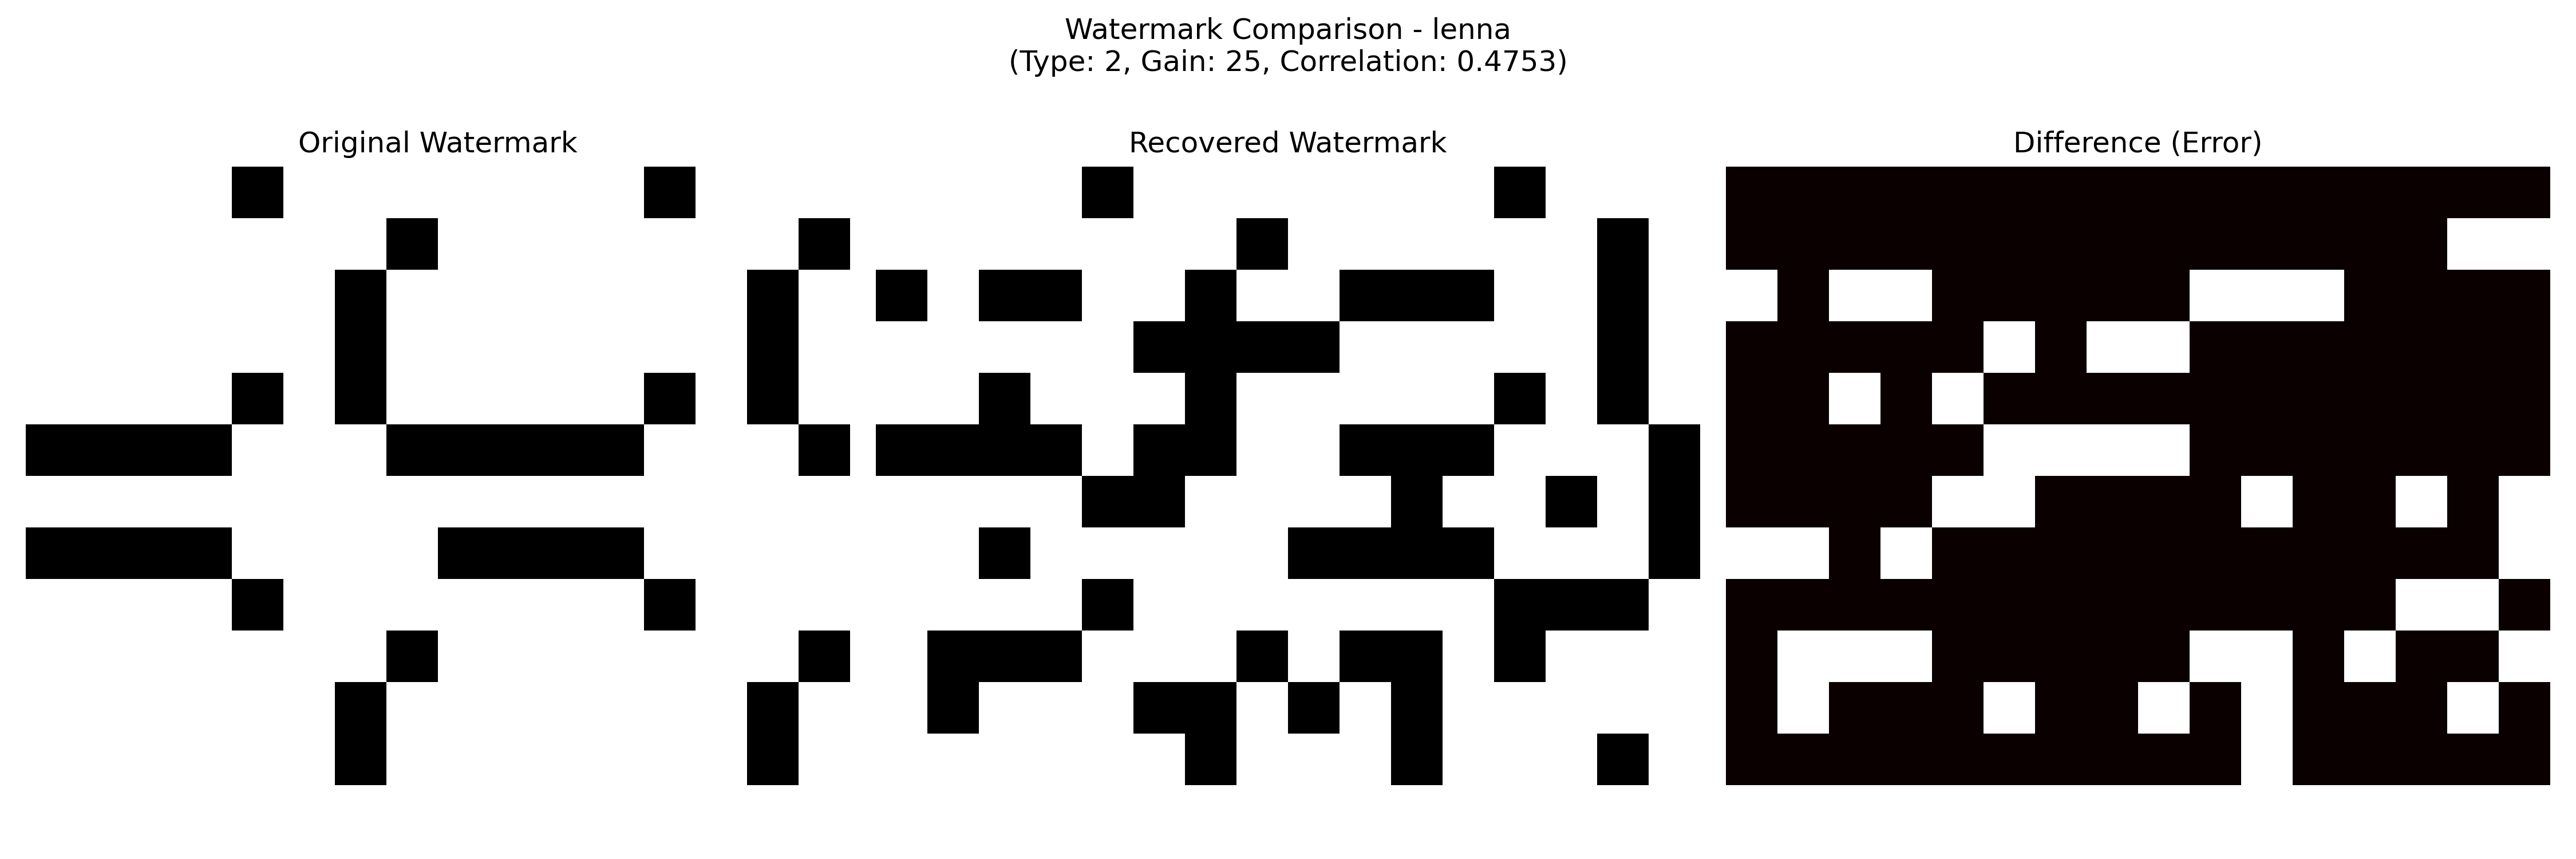 Watermark Comparison - lenna
(Type: 2, Gain: 25, Correlation: 0.4753)
Original Watermark
Recovered Watermark
Difference (Error)